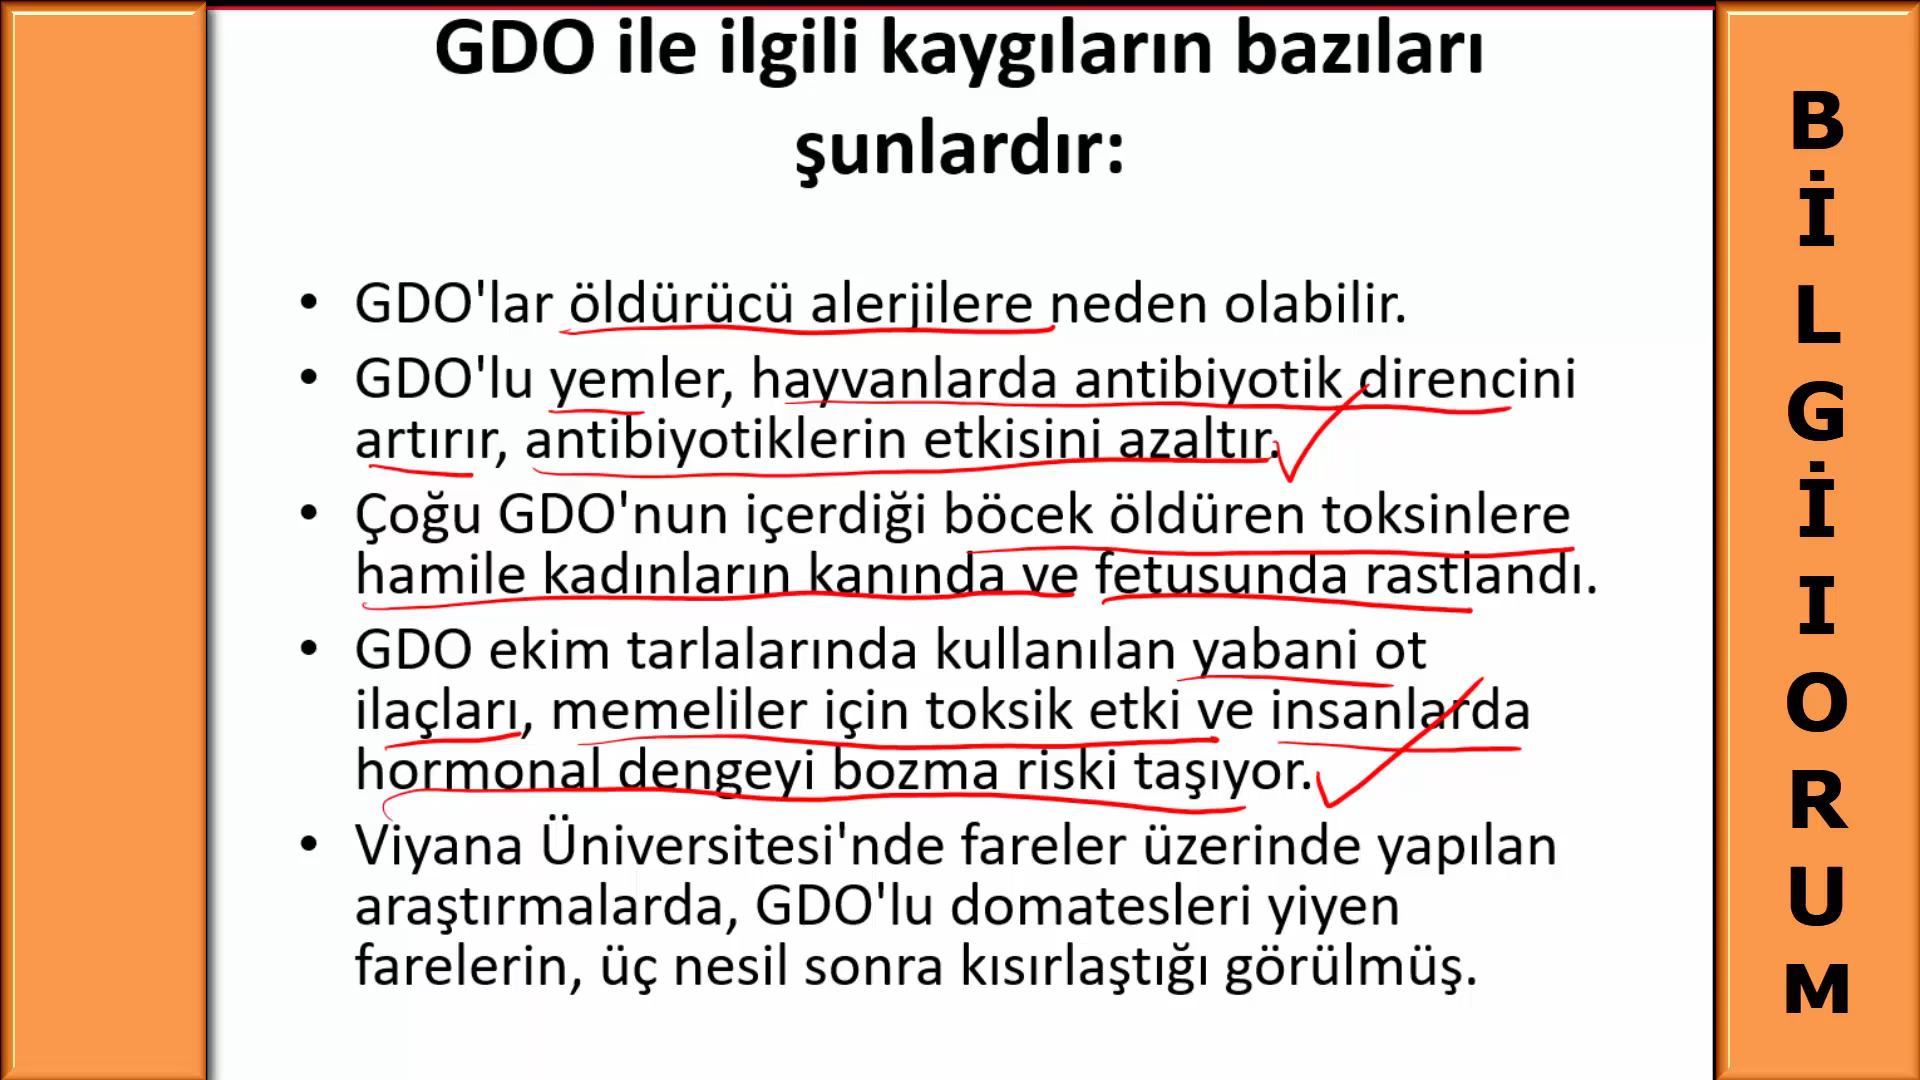 GDO ile ilgili kaygıların bazıları
şunlardır:
• GDO'lar öldürücü alerjilere neden olabilir.
• GDO'lu yemler, hayvanlarda antibiyotik direncini
artırır, antibiyotiklerin etkisini azaltır.
• Çoğu GDO'nun içerdiği böcek öldüren toksinlere
hamile kadınların kanında ve fetusunda rastlandı.
• GDO ekim tarlalarında kullanılan yabani ot
ilaçları, memeliler için toksik etki ve insanlarda
hormonal dengeyi bozma riski taşıyor.
• Viyana Üniversitesi'nde fareler üzerinde yapılan
araştırmalarda, GDO'lu domatesleri yiyen
farelerin, üç nesil sonra kısırlaştığı görülmüş.
B
İ
L
G
İ
I
O
R
U
M